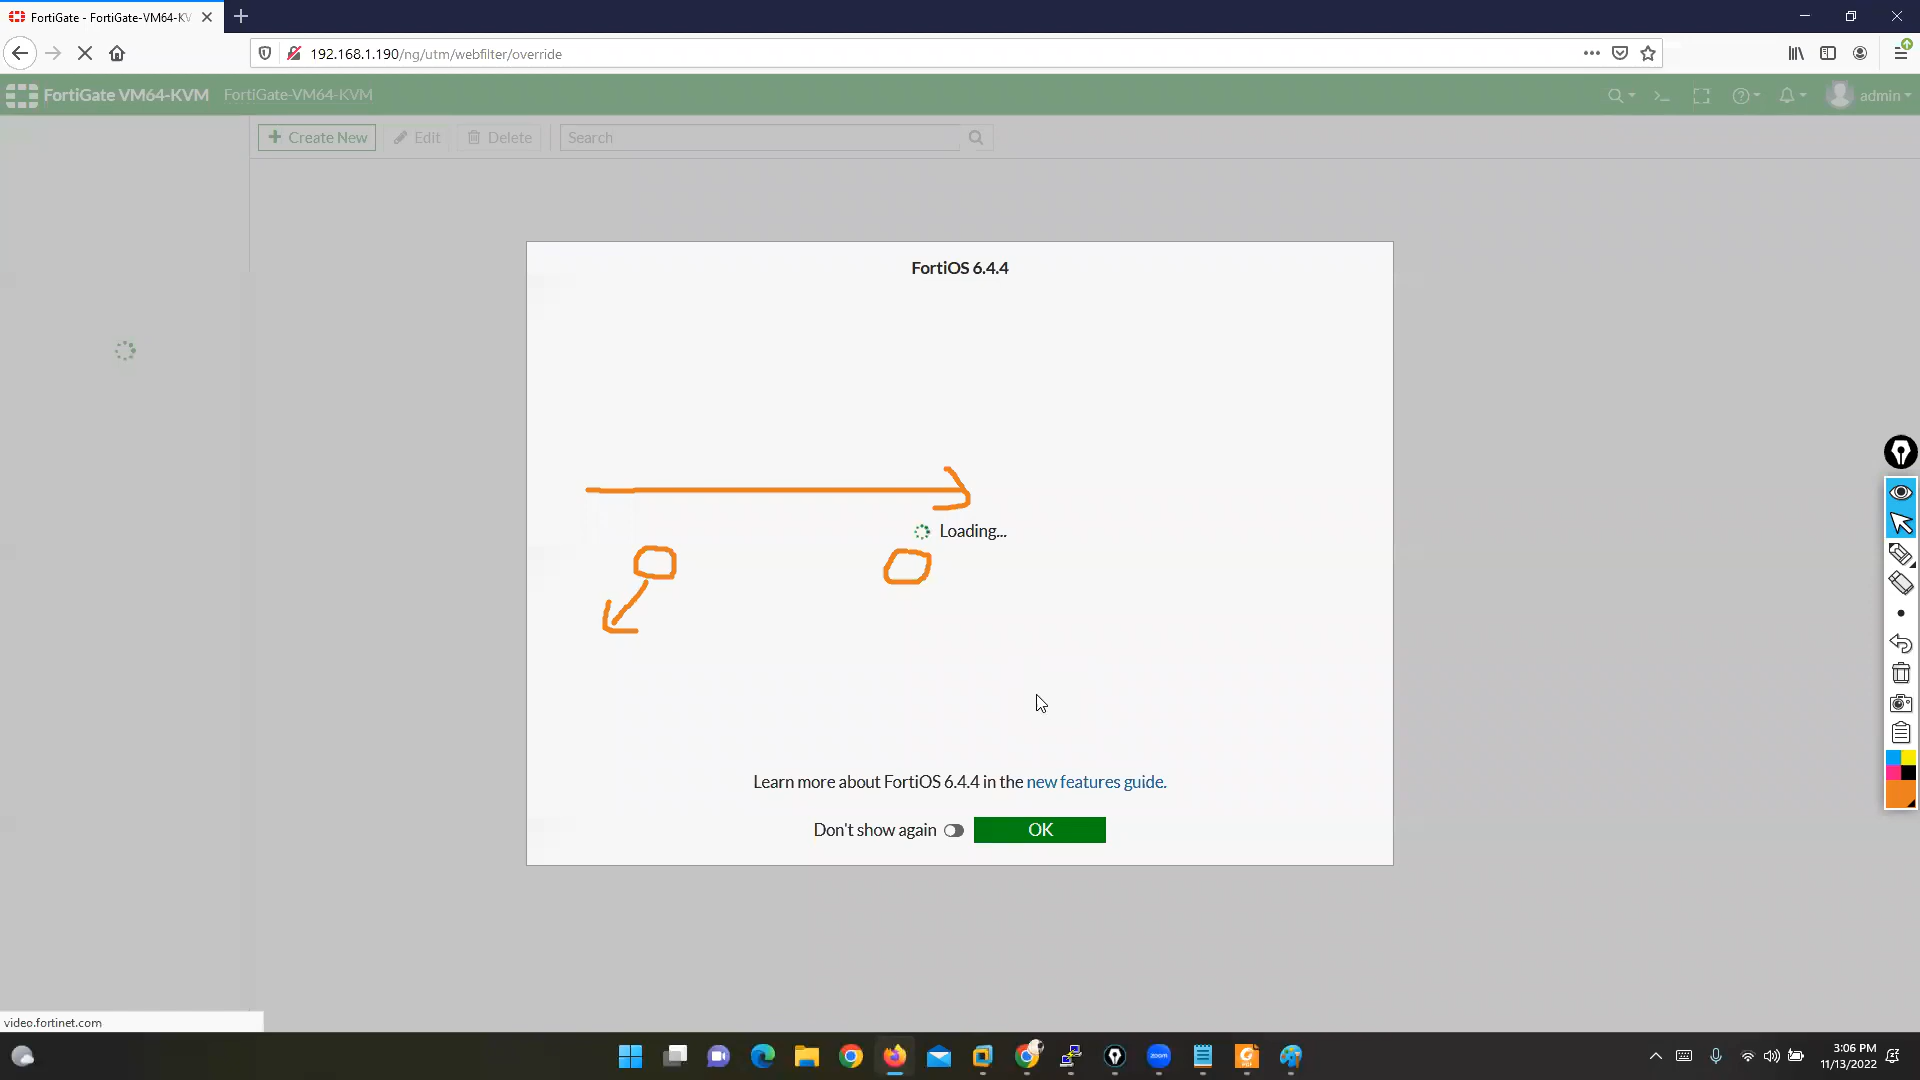 FortiGate - FortiGate-VM64-KV
192.168.1.190/ng/utm/webfilter/override
FortiGate VM64-KVM FortiGate-VM64-KVM
admin
Create New Edit Delete Search
FortiOS 6.4.4
Loading...
Learn more about FortiOS 6.4.4 in the new features guide.
Don't show again OK
video.fortinet.com
zoom
3:06 PM
11/13/2022